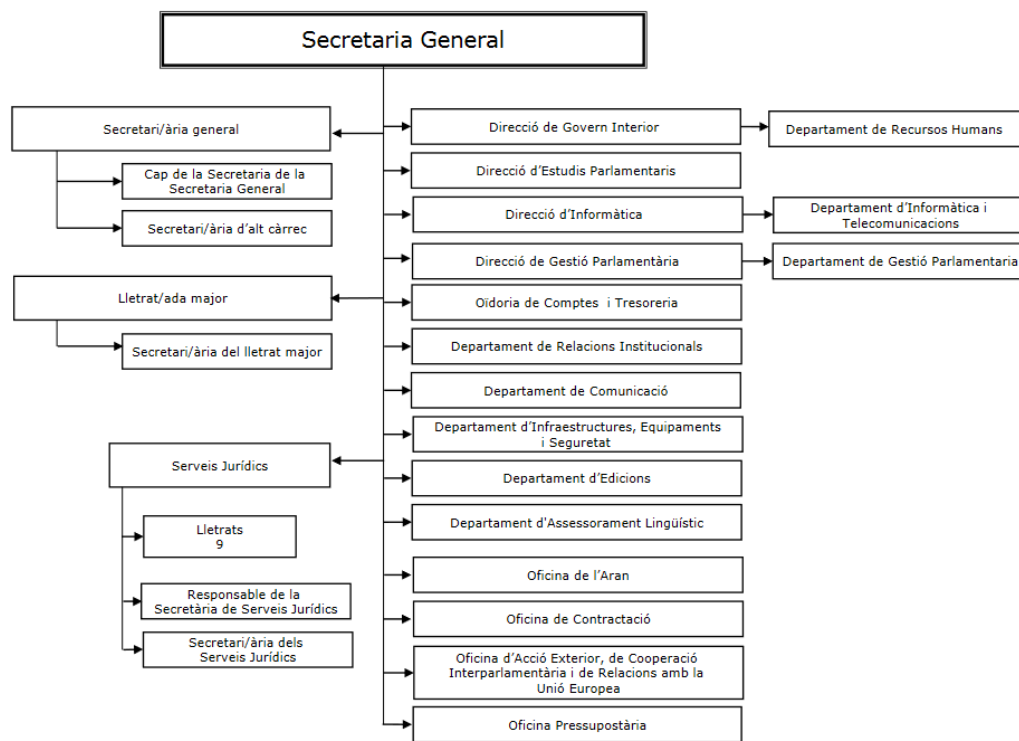 Secretaria General
Secretari/ària general
Cap de la Secretaria de la
Secretaria General
Secretari/ària d'alt càrrec
Lletrat/ada major
Secretari/ària del lletrat major
Serveis Jurídics
Lletrats
9
Responsable de la
Secretària de Serveis Jurídics
Secretari/ària dels
Serveis Jurídics
Direcció de Govern Interior
Departament de Recursos Humans
Direcció d'Estudis Parlamentaris
Direcció d'Informàtica
Departament d'Informàtica i
Telecomunicacions
Direcció de Gestió Parlamentària
Departament de Gestió Parlamentaria
Oïdoria de Comptes i Tresoreria
Departament de Relacions Institucionals
Departament de Comunicació
Departament d'Infraestructures, Equipaments
i Seguretat
Departament d'Edicions
Departament d'Assessorament Lingüístic
Oficina de l'Aran
Oficina de Contractació
Oficina d'Acció Exterior, de Cooperació
Interparlamentària i de Relacions amb la
Unió Europea
Oficina Pressupostària